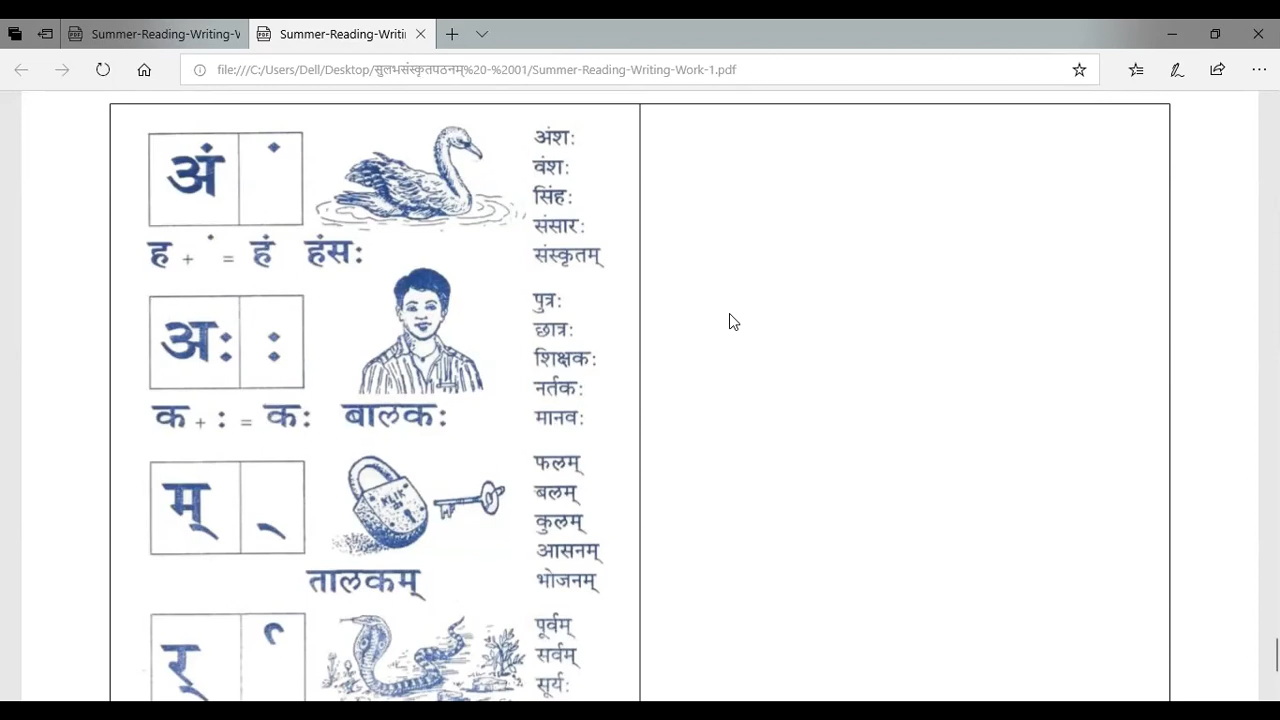 Summer-Reading-Writing-V
Summer-Reading-Writi
file:///C:/Users/Dell/Desktop/सुलभसंस्कृतपठनम्%20-%2001/Summer-Reading-Writing-Work-1.pdf
अं ं
ह + ं = हं हंसः
अंशः
वंशः
सिंहः
संसारः
संस्कृतम्
अः ः
क + ः = कः बालकः
पुत्रः
छात्रः
शिक्षकः
नर्तकः
मानवः
म् ्
KLIK
तालकम्
फलम्
बलम्
कुलम्
आसनम्
भोजनम्
र्
पूर्वम्
सर्वम्
सूर्यः